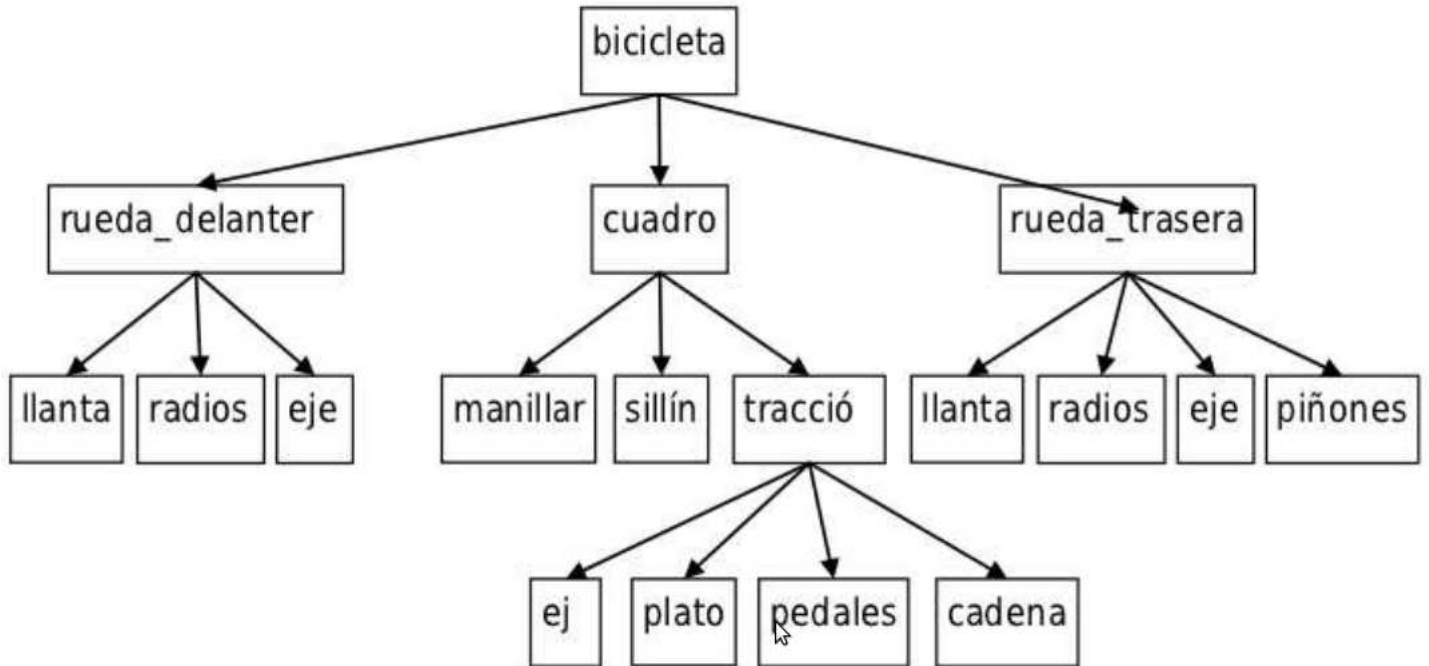 bicicleta
rueda_delanter
cuadro
rueda_trasera
llanta
radios
eje
manillar
sillín
tracció
llanta
radios
eje
piñones
ej
plato
pedales
cadena